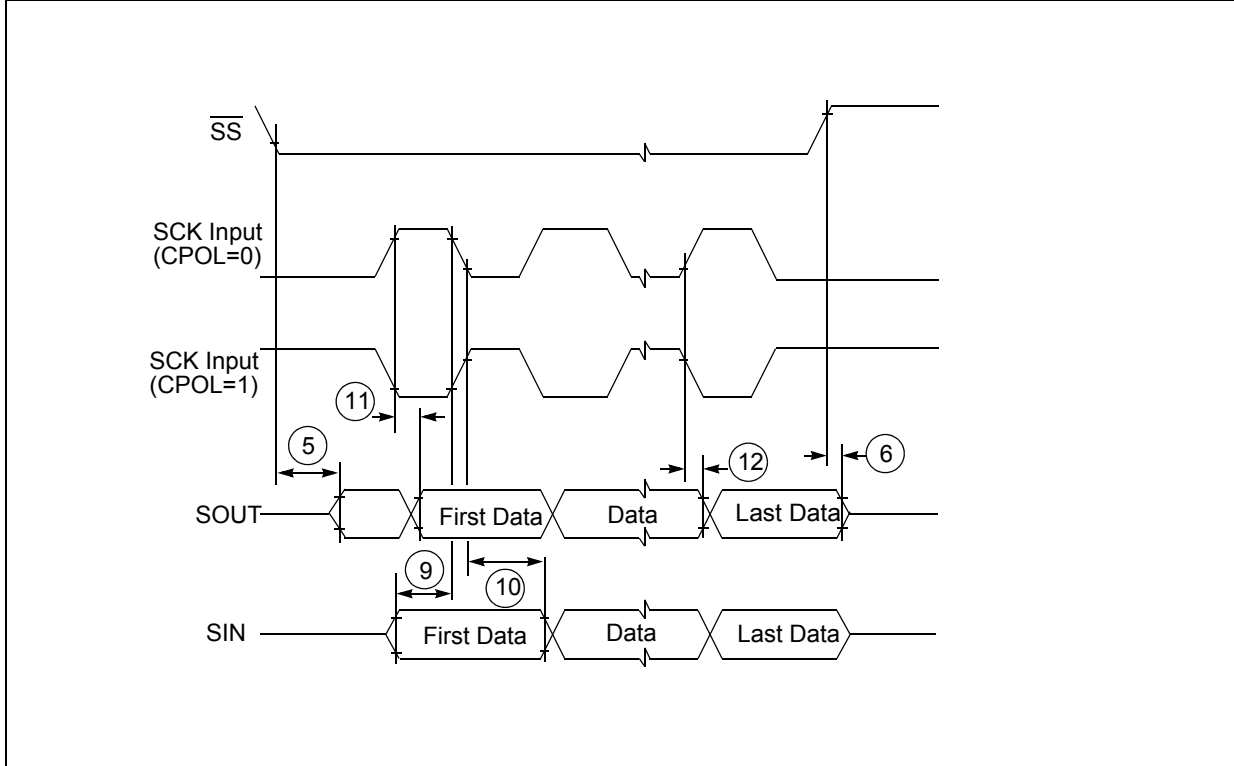 SS
SCK Input
(CPOL=0)
SCK Input
(CPOL=1)
11
5
12
6
SOUT
First Data
Data
Last Data
9
10
SIN
First Data
Data
Last Data